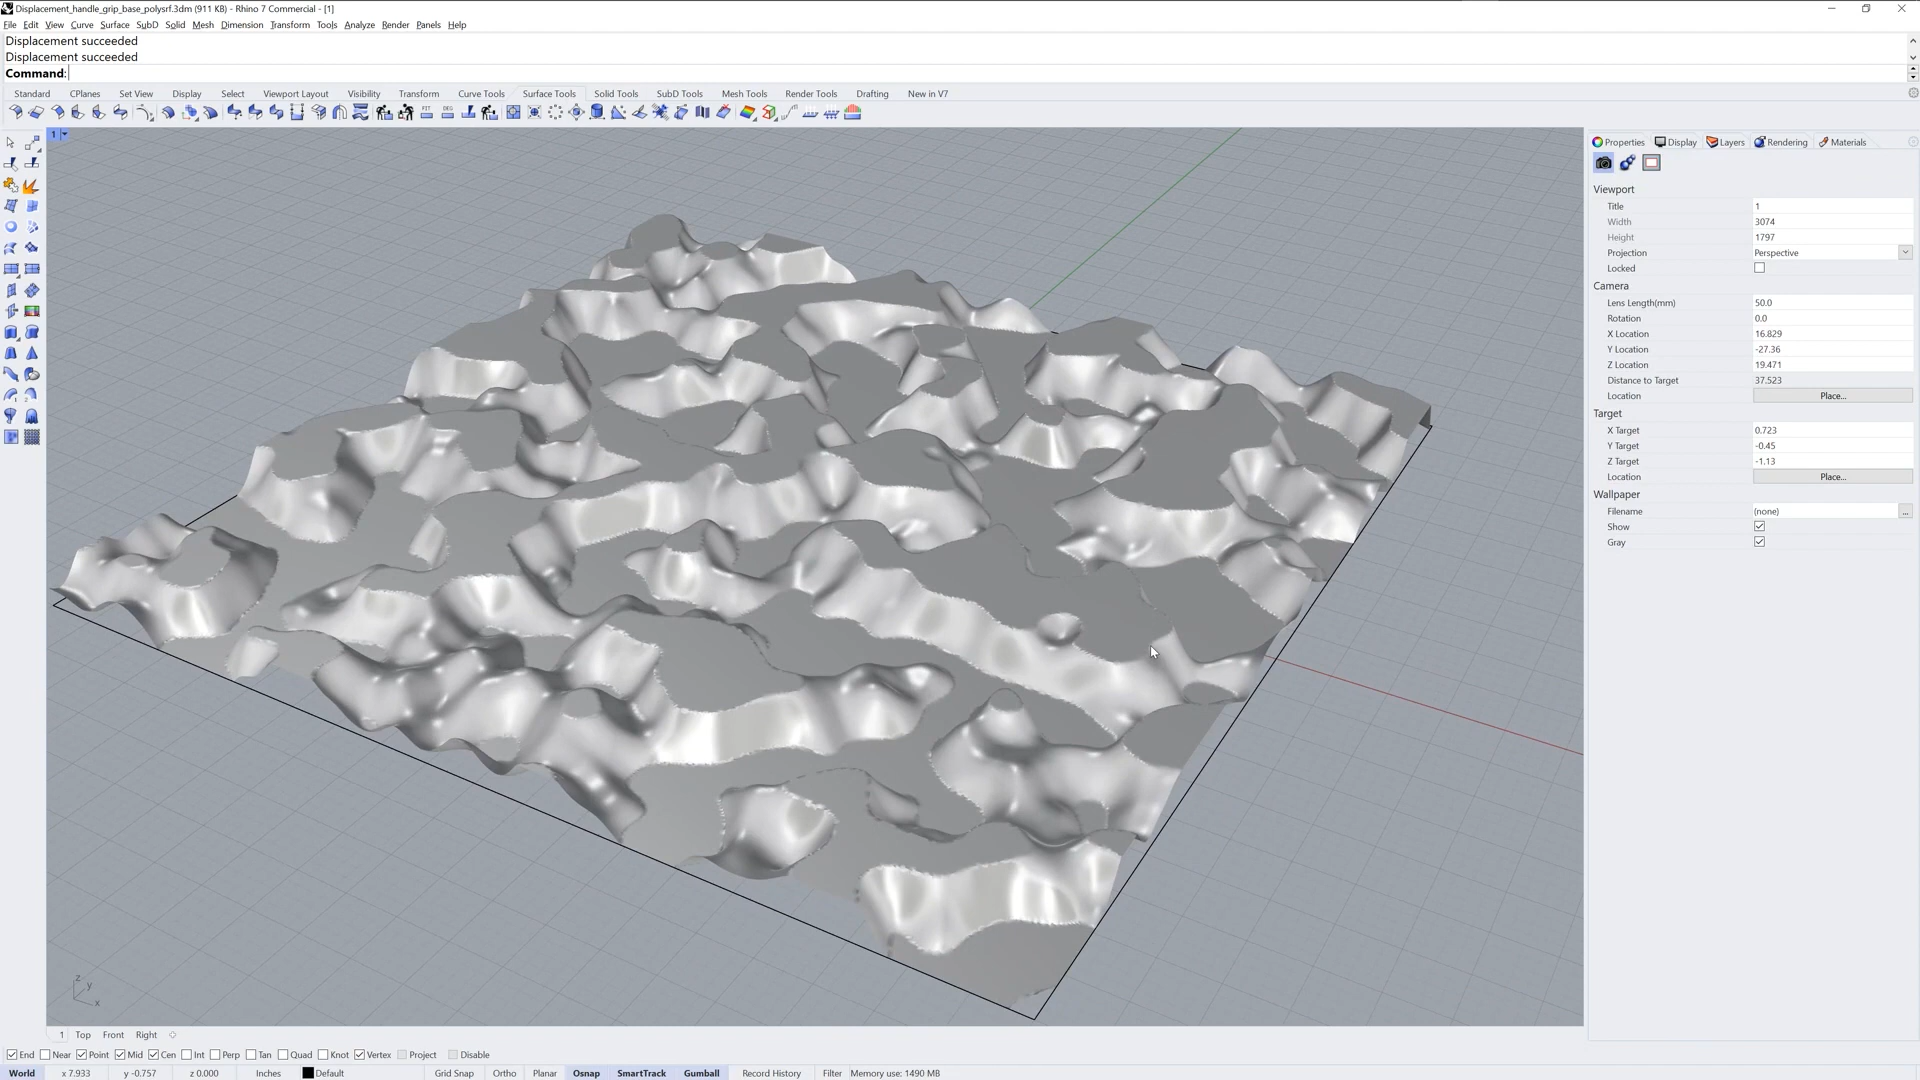 Displacement_handle_grip_base_polysrf.3dm (911 KB) - Rhino 7 Commercial - [1]
File Edit View Curve Surface SubD Solid Mesh Dimension Transform Tools Analyze Render Panels Help
Displacement succeeded
Displacement succeeded
Command:
Standard CPlanes Set View Display Select Viewport Layout Visibility Transform Curve Tools Surface Tools Solid Tools SubD Tools Mesh Tools Render Tools Drafting New in V7
FIT DEG
1
Properties Display Layers Rendering Materials
Viewport
Title 1
Width 3074
Height 1797
Projection Perspective
Locked
Camera
Lens Length(mm) 50.0
Rotation 0.0
X Location 16.829
Y Location -27.36
Z Location 19.471
Distance to Target 37.523
Location Place...
Target
X Target 0.723
Y Target -0.45
Z Target -1.13
Location Place...
Wallpaper
Filename (none) ...
Show
Gray
z
y
x
1 Top Front Right
End Near Point Mid Cen Int Perp Tan Quad Knot Vertex Project Disable
World x 7.933 y -0.757 z 0.000 Inches Default Grid Snap Ortho Planar Osnap SmartTrack Gumball Record History Filter Memory use: 1490 MB